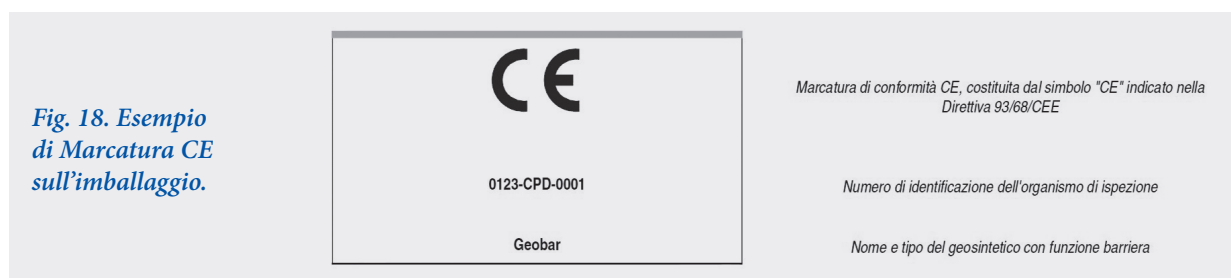 Fig. 18. Esempio
di Marcatura CE
sull'imballaggio.
CE
0123-CPD-0001
Geobar
Marcatura di conformità CE, costituita dal simbolo "CE" indicato nella
Direttiva 93/68/CEE
Numero di identificazione dell'organismo di ispezione
Nome e tipo del geosintetico con funzione barriera